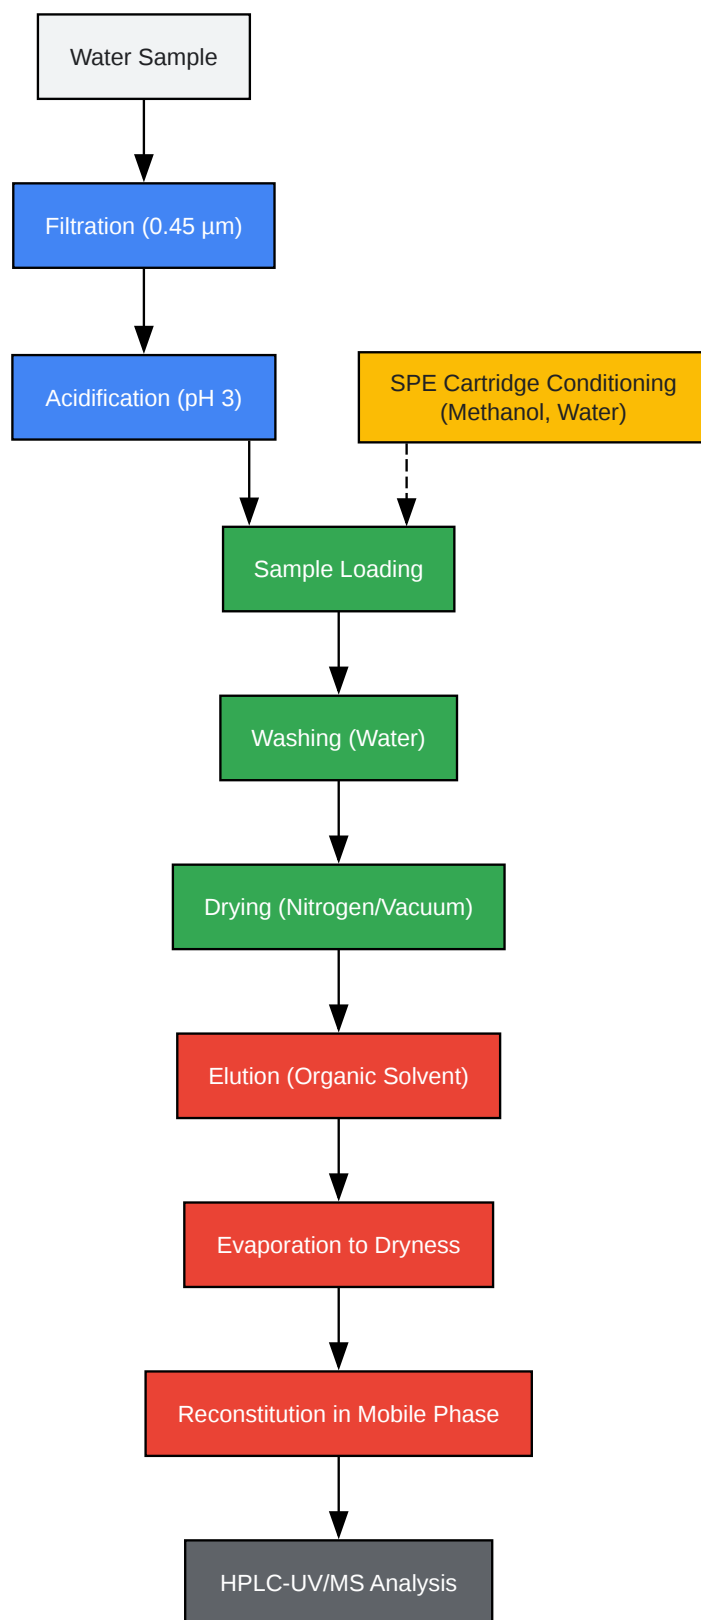 Water Sample
Filtration (0.45 µm)
Acidification (pH 3)
SPE Cartridge Conditioning
(Methanol, Water)
Sample Loading
Washing (Water)
Drying (Nitrogen/Vacuum)
Elution (Organic Solvent)
Evaporation to Dryness
Reconstitution in Mobile Phase
HPLC-UV/MS Analysis